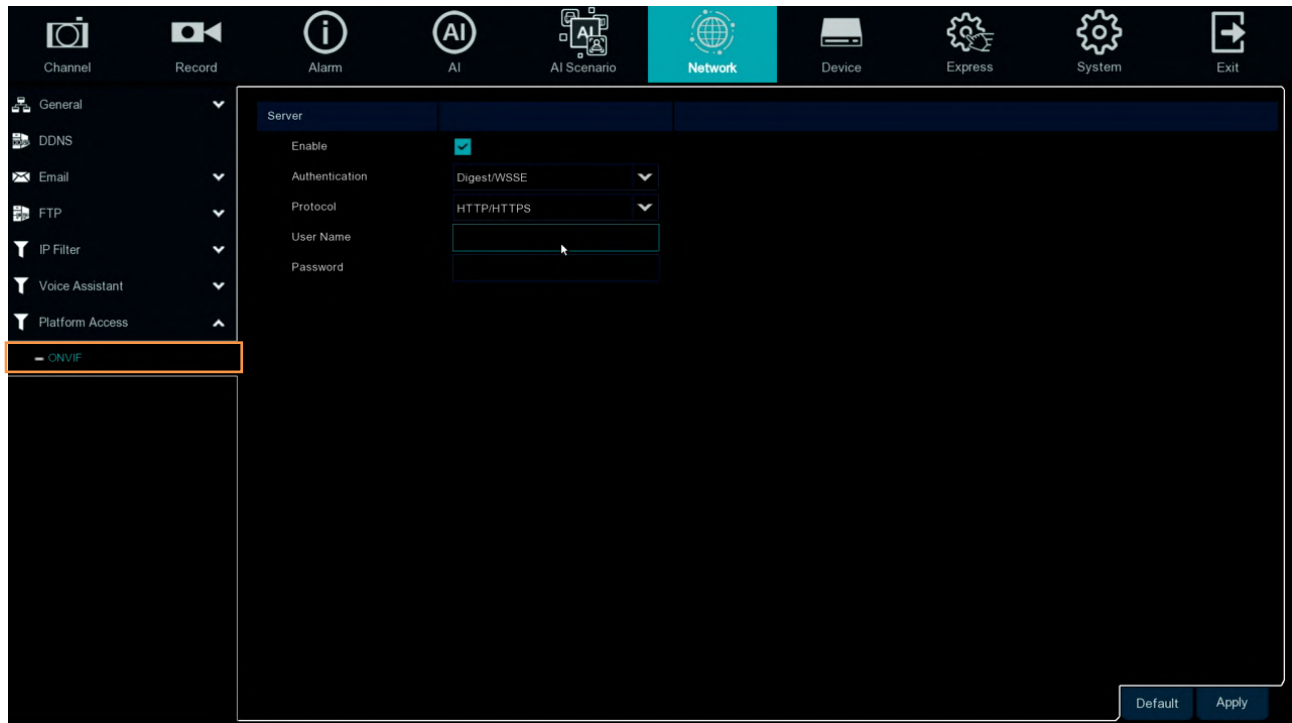 Channel Record Alarm AI AI Scenario Network Device Express System Exit
General
DDNS
Email
FTP
IP Filter
Voice Assistant
Platform Access
ONVIF
Server
Enable
Authentication Digest/WSSE
Protocol HTTP/HTTPS
User Name
Password
Default Apply